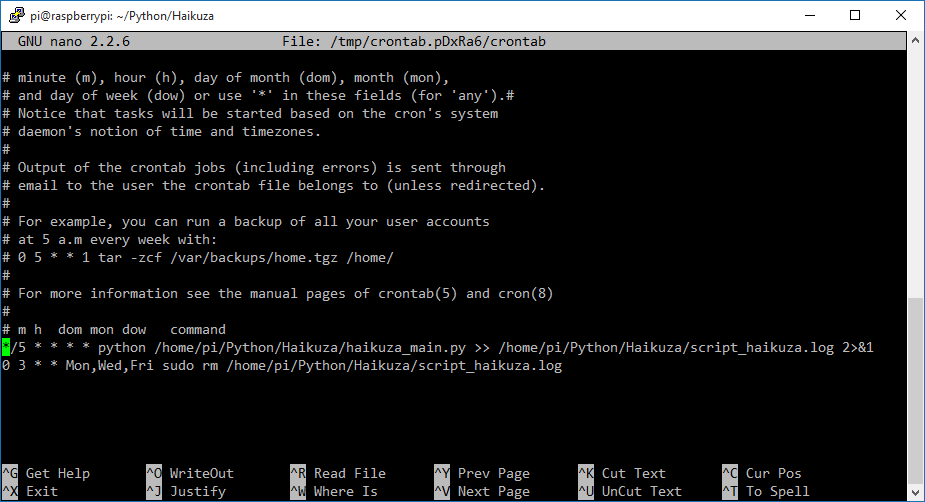 pi@raspberrypi: ~/Python/Haikuza
GNU nano 2.2.6 File: /tmp/crontab.pDxRa6/crontab
# minute (m), hour (h), day of month (dom), month (mon),
# and day of week (dow) or use '*' in these fields (for 'any').#
# Notice that tasks will be started based on the cron's system
# daemon's notion of time and timezones.
#
# Output of the crontab jobs (including errors) is sent through
# email to the user the crontab file belongs to (unless redirected).
#
# For example, you can run a backup of all your user accounts
# at 5 a.m every week with:
# 0 5 * * 1 tar -zcf /var/backups/home.tgz /home/
#
# For more information see the manual pages of crontab(5) and cron(8)
#
# m h  dom mon dow   command
*/5 * * * * python /home/pi/Python/Haikuza/haikuza_main.py >> /home/pi/Python/Haikuza/script_haikuza.log 2>&1
0 3 * * Mon,Wed,Fri sudo rm /home/pi/Python/Haikuza/script_haikuza.log
^G Get Help ^O WriteOut ^R Read File ^Y Prev Page ^K Cut Text ^C Cur Pos
^X Exit ^J Justify ^W Where Is ^V Next Page ^U UnCut Text ^T To Spell